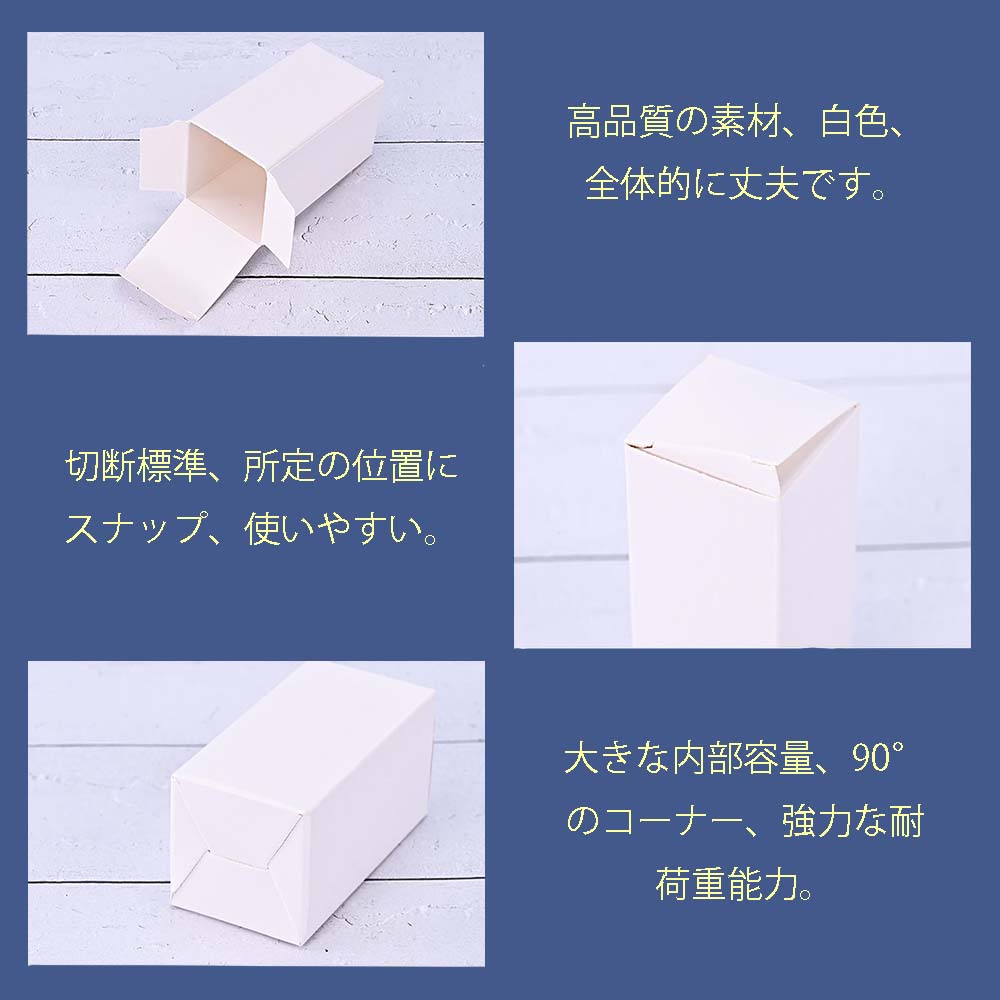 高品質の素材、白色、
全体的に丈夫です。
切断標準、所定の位置に
スナップ、使いやすい。
大きな内部容量、90°
のコーナー、強力な耐
荷重能力。